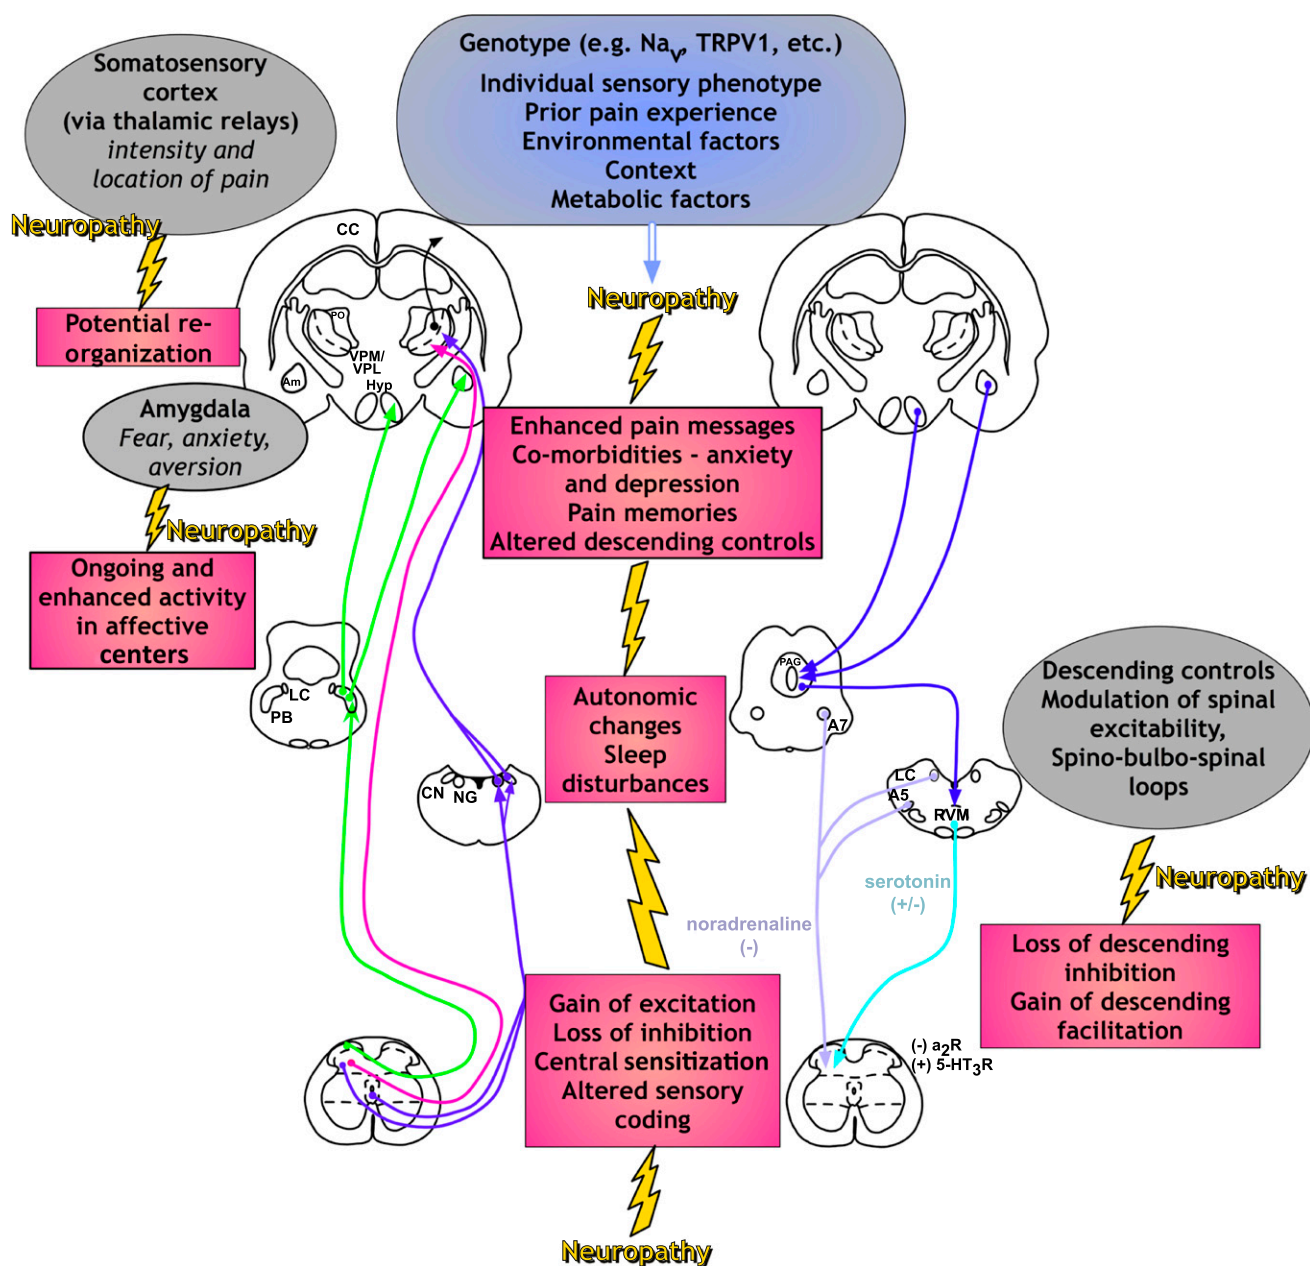 Genotype (e.g. Nav, TRPV1, etc.)
Individual sensory phenotype
Prior pain experience
Environmental factors
Context
Metabolic factors
Somatosensory
cortex
(via thalamic relays)
intensity and
location of pain
Neuropathy
Potential re-
organization
Amygdala
Fear, anxiety,
aversion
Neuropathy
Ongoing and
enhanced activity
in affective
centers
CC
PO
VPM/
VPL
Hyp
Am
LC
PB
CN
NG
Neuropathy
Enhanced pain messages
Co-morbidities - anxiety
and depression
Pain memories
Altered descending controls
Autonomic
changes
Sleep
disturbances
Gain of excitation
Loss of inhibition
Central sensitization
Altered sensory
coding
Neuropathy
PAG
A7
LC
A5
RVM
serotonin
(+/-)
noradrenaline
(-)
(-) a2R
(+) 5-HT3R
Descending controls
Modulation of spinal
excitability,
Spino-bulbo-spinal
loops
Neuropathy
Loss of descending
inhibition
Gain of descending
facilitation